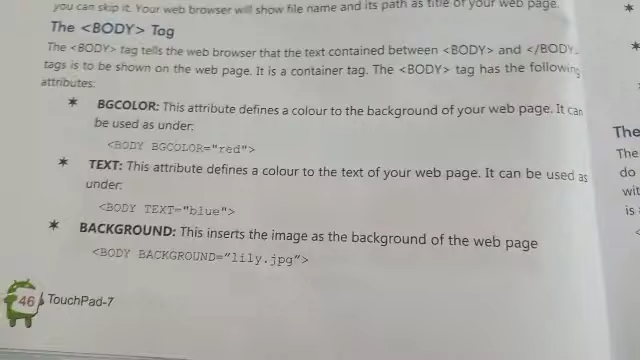 you can skip it. Your web browser will show file name and its path as title of your web page.
The <BODY> Tag
The <BODY> tag tells the web browser that the text contained between <BODY> and </BODY.
tags is to be shown on the web page. It is a container tag. The <BODY> tag has the following
attributes:
* BGCOLOR: This attribute defines a colour to the background of your web page. It can
be used as under:
<BODY BGCOLOR="red">
* TEXT: This attribute defines a colour to the text of your web page. It can be used as
under:
<BODY TEXT="blue">
* BACKGROUND: This inserts the image as the background of the web page
<BODY BACKGROUND="lily.jpg">
46 TouchPad-7
The
The
do
wit
is